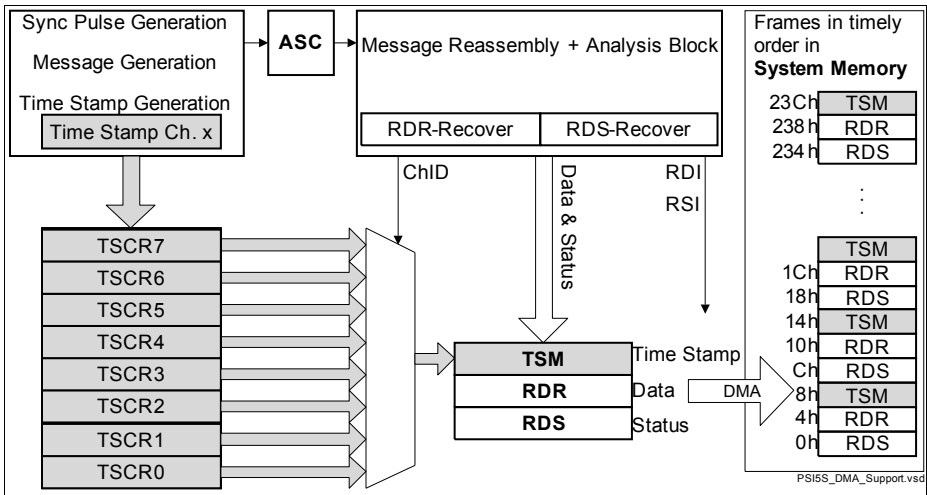 Sync Pulse Generation
Message Generation
Time Stamp Generation
Time Stamp Ch. x
ASC
Message Reassembly + Analysis Block
RDR-Recover
RDS-Recover
ChID
Data & Status
RDI
RSI
TSCR7
TSCR6
TSCR5
TSCR4
TSCR3
TSCR2
TSCR1
TSCR0
TSM
Time Stamp
RDR
Data
RDS
Status
DMA
Frames in timely
order in
System Memory
23Ch TSM
238h RDR
234h RDS
TSM
1Ch RDR
18h RDS
14h TSM
10h RDR
Ch RDS
8h TSM
4h RDR
0h RDS
PSI5S_DMA_Support.vsd